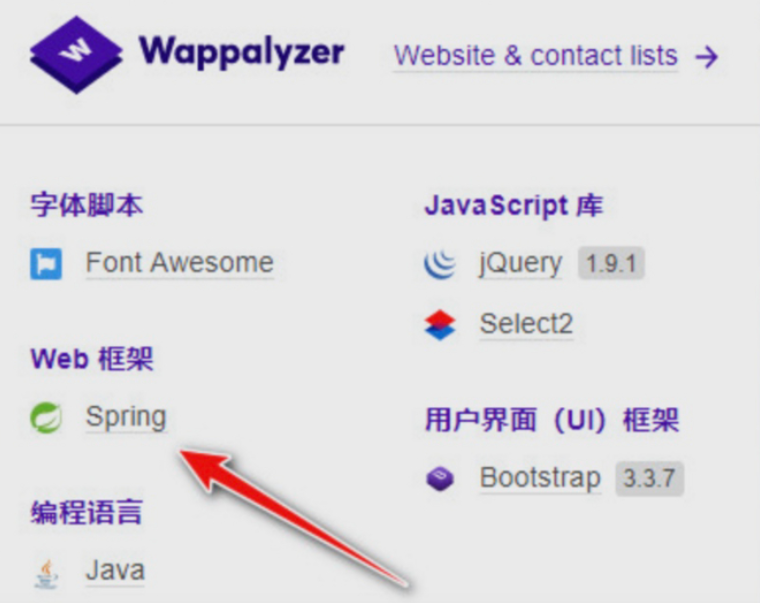 W
Wappalyzer
Website & contact lists →
字体脚本
Font Awesome
Web 框架
Spring
编程语言
Java
JavaScript 库
jQuery 1.9.1
Select2
用户界面（UI）框架
Bootstrap 3.3.7